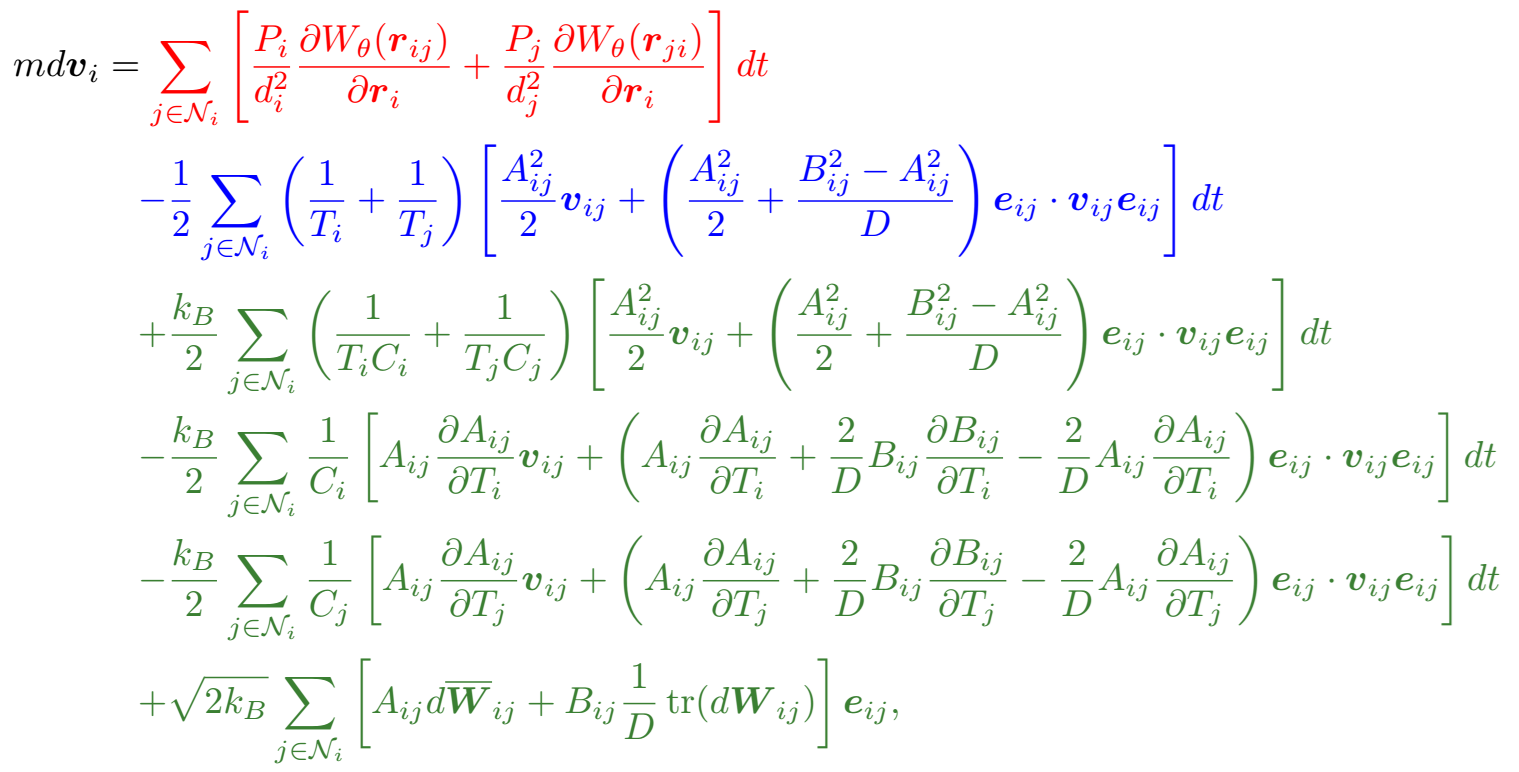 $md\boldsymbol{v}_i = \sum_{j\in\mathcal{N}_i} \left[ \frac{P_i}{d_i^2} \frac{\partial W_\theta(\boldsymbol{r}_{ij})}{\partial \boldsymbol{r}_i} + \frac{P_j}{d_j^2} \frac{\partial W_\theta(\boldsymbol{r}_{ji})}{\partial \boldsymbol{r}_i} \right] dt$
$-\frac{1}{2} \sum_{j\in\mathcal{N}_i} \left( \frac{1}{T_i} + \frac{1}{T_j} \right) \left[ \frac{A_{ij}^2}{2} \boldsymbol{v}_{ij} + \left( \frac{A_{ij}^2}{2} + \frac{B_{ij}^2 - A_{ij}^2}{D} \right) \boldsymbol{e}_{ij} \cdot \boldsymbol{v}_{ij} \boldsymbol{e}_{ij} \right] dt$
$+\frac{k_B}{2} \sum_{j\in\mathcal{N}_i} \left( \frac{1}{T_i C_i} + \frac{1}{T_j C_j} \right) \left[ \frac{A_{ij}^2}{2} \boldsymbol{v}_{ij} + \left( \frac{A_{ij}^2}{2} + \frac{B_{ij}^2 - A_{ij}^2}{D} \right) \boldsymbol{e}_{ij} \cdot \boldsymbol{v}_{ij} \boldsymbol{e}_{ij} \right] dt$
$-\frac{k_B}{2} \sum_{j\in\mathcal{N}_i} \frac{1}{C_i} \left[ A_{ij} \frac{\partial A_{ij}}{\partial T_i} \boldsymbol{v}_{ij} + \left( A_{ij} \frac{\partial A_{ij}}{\partial T_i} + \frac{2}{D} B_{ij} \frac{\partial B_{ij}}{\partial T_i} - \frac{2}{D} A_{ij} \frac{\partial A_{ij}}{\partial T_i} \right) \boldsymbol{e}_{ij} \cdot \boldsymbol{v}_{ij} \boldsymbol{e}_{ij} \right] dt$
$-\frac{k_B}{2} \sum_{j\in\mathcal{N}_i} \frac{1}{C_j} \left[ A_{ij} \frac{\partial A_{ij}}{\partial T_j} \boldsymbol{v}_{ij} + \left( A_{ij} \frac{\partial A_{ij}}{\partial T_j} + \frac{2}{D} B_{ij} \frac{\partial B_{ij}}{\partial T_j} - \frac{2}{D} A_{ij} \frac{\partial A_{ij}}{\partial T_j} \right) \boldsymbol{e}_{ij} \cdot \boldsymbol{v}_{ij} \boldsymbol{e}_{ij} \right] dt$
$+\sqrt{2k_B} \sum_{j\in\mathcal{N}_i} \left[ A_{ij} d\overline{\boldsymbol{W}}_{ij} + B_{ij} \frac{1}{D} \operatorname{tr}(d\boldsymbol{W}_{ij}) \right] \boldsymbol{e}_{ij},$